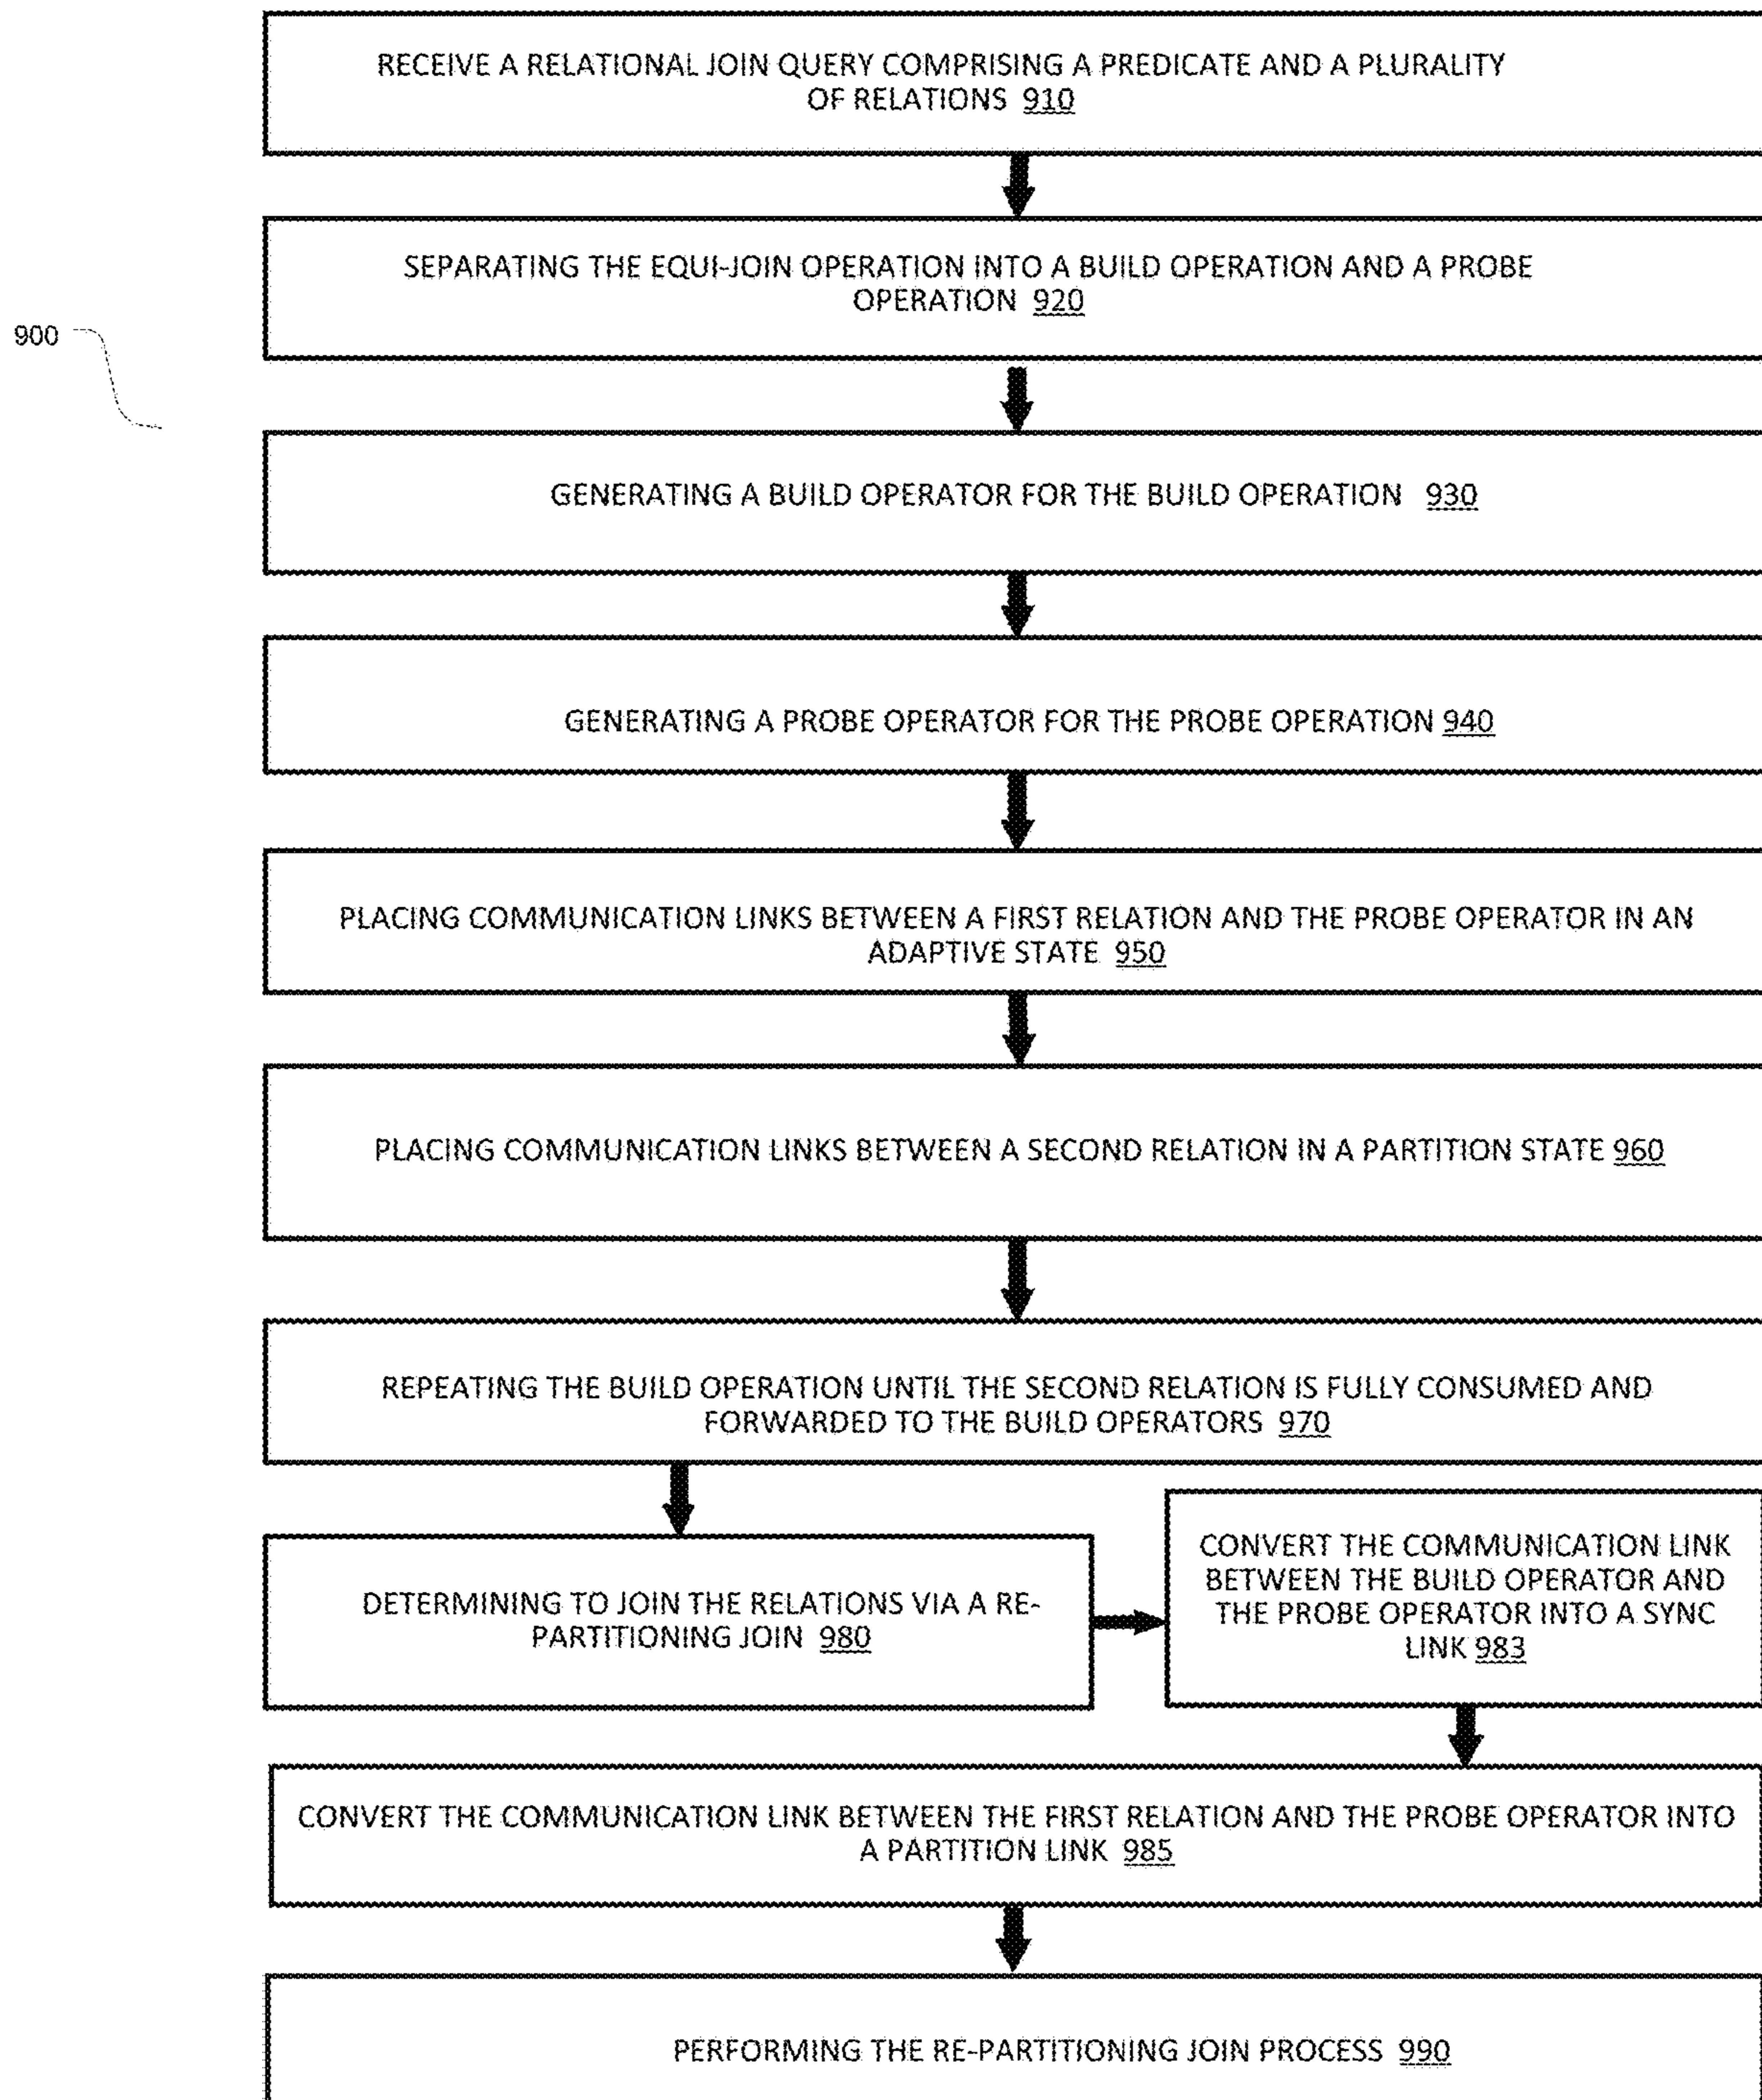 RECEIVE A RELATIONAL JOIN QUERY COMPRISING A PREDICATE AND A PLURALITY
OF RELATIONS 910
SEPARATING THE EQUI-JOIN OPERATION INTO A BUILD OPERATION AND A PROBE
OPERATION 920
900
GENERATING A BUILD OPERATOR FOR THE BUILD OPERATION 930
GENERATING A PROBE OPERATOR FOR THE PROBE OPERATION 940
PLACING COMMUNICATION LINKS BETWEEN A FIRST RELATION AND THE PROBE OPERATOR IN AN
ADAPTIVE STATE 950
PLACING COMMUNICATION LINKS BETWEEN A SECOND RELATION IN A PARTITION STATE 960
REPEATING THE BUILD OPERATION UNTIL THE SECOND RELATION IS FULLY CONSUMED AND
FORWARDED TO THE BUILD OPERATORS 970
DETERMINING TO JOIN THE RELATIONS VIA A RE-
PARTITIONING JOIN 980
CONVERT THE COMMUNICATION LINK
BETWEEN THE BUILD OPERATOR AND
THE PROBE OPERATOR INTO A SYNC
LINK 983
CONVERT THE COMMUNICATION LINK BETWEEN THE FIRST RELATION AND THE PROBE OPERATOR INTO
A PARTITION LINK 985
PERFORMING THE RE-PARTITIONING JOIN PROCESS 990